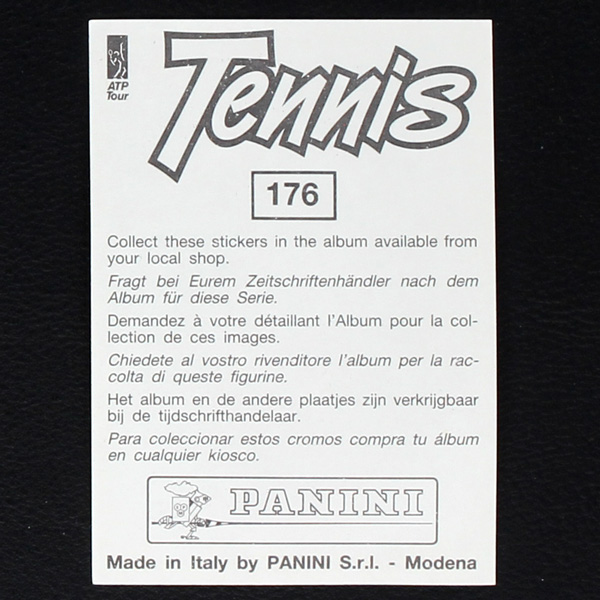 ATP
Tour
Tennis
176
Collect these stickers in the album available from
your local shop.
Fragt bei Eurem Zeitschriftenhändler nach dem
Album für diese Serie.
Demandez à votre détaillant l'Album pour la col-
lection de ces images.
Chiedete al vostro rivenditore l'album per la rac-
colta di queste figurine.
Het album en de andere plaatjes zijn verkrijgbaar
bij de tijdschrifthandelaar.
Para coleccionar estos cromos compra tu álbum
en cualquier kiosco.
PANINI
Made in Italy by PANINI S.r.l. - Modena